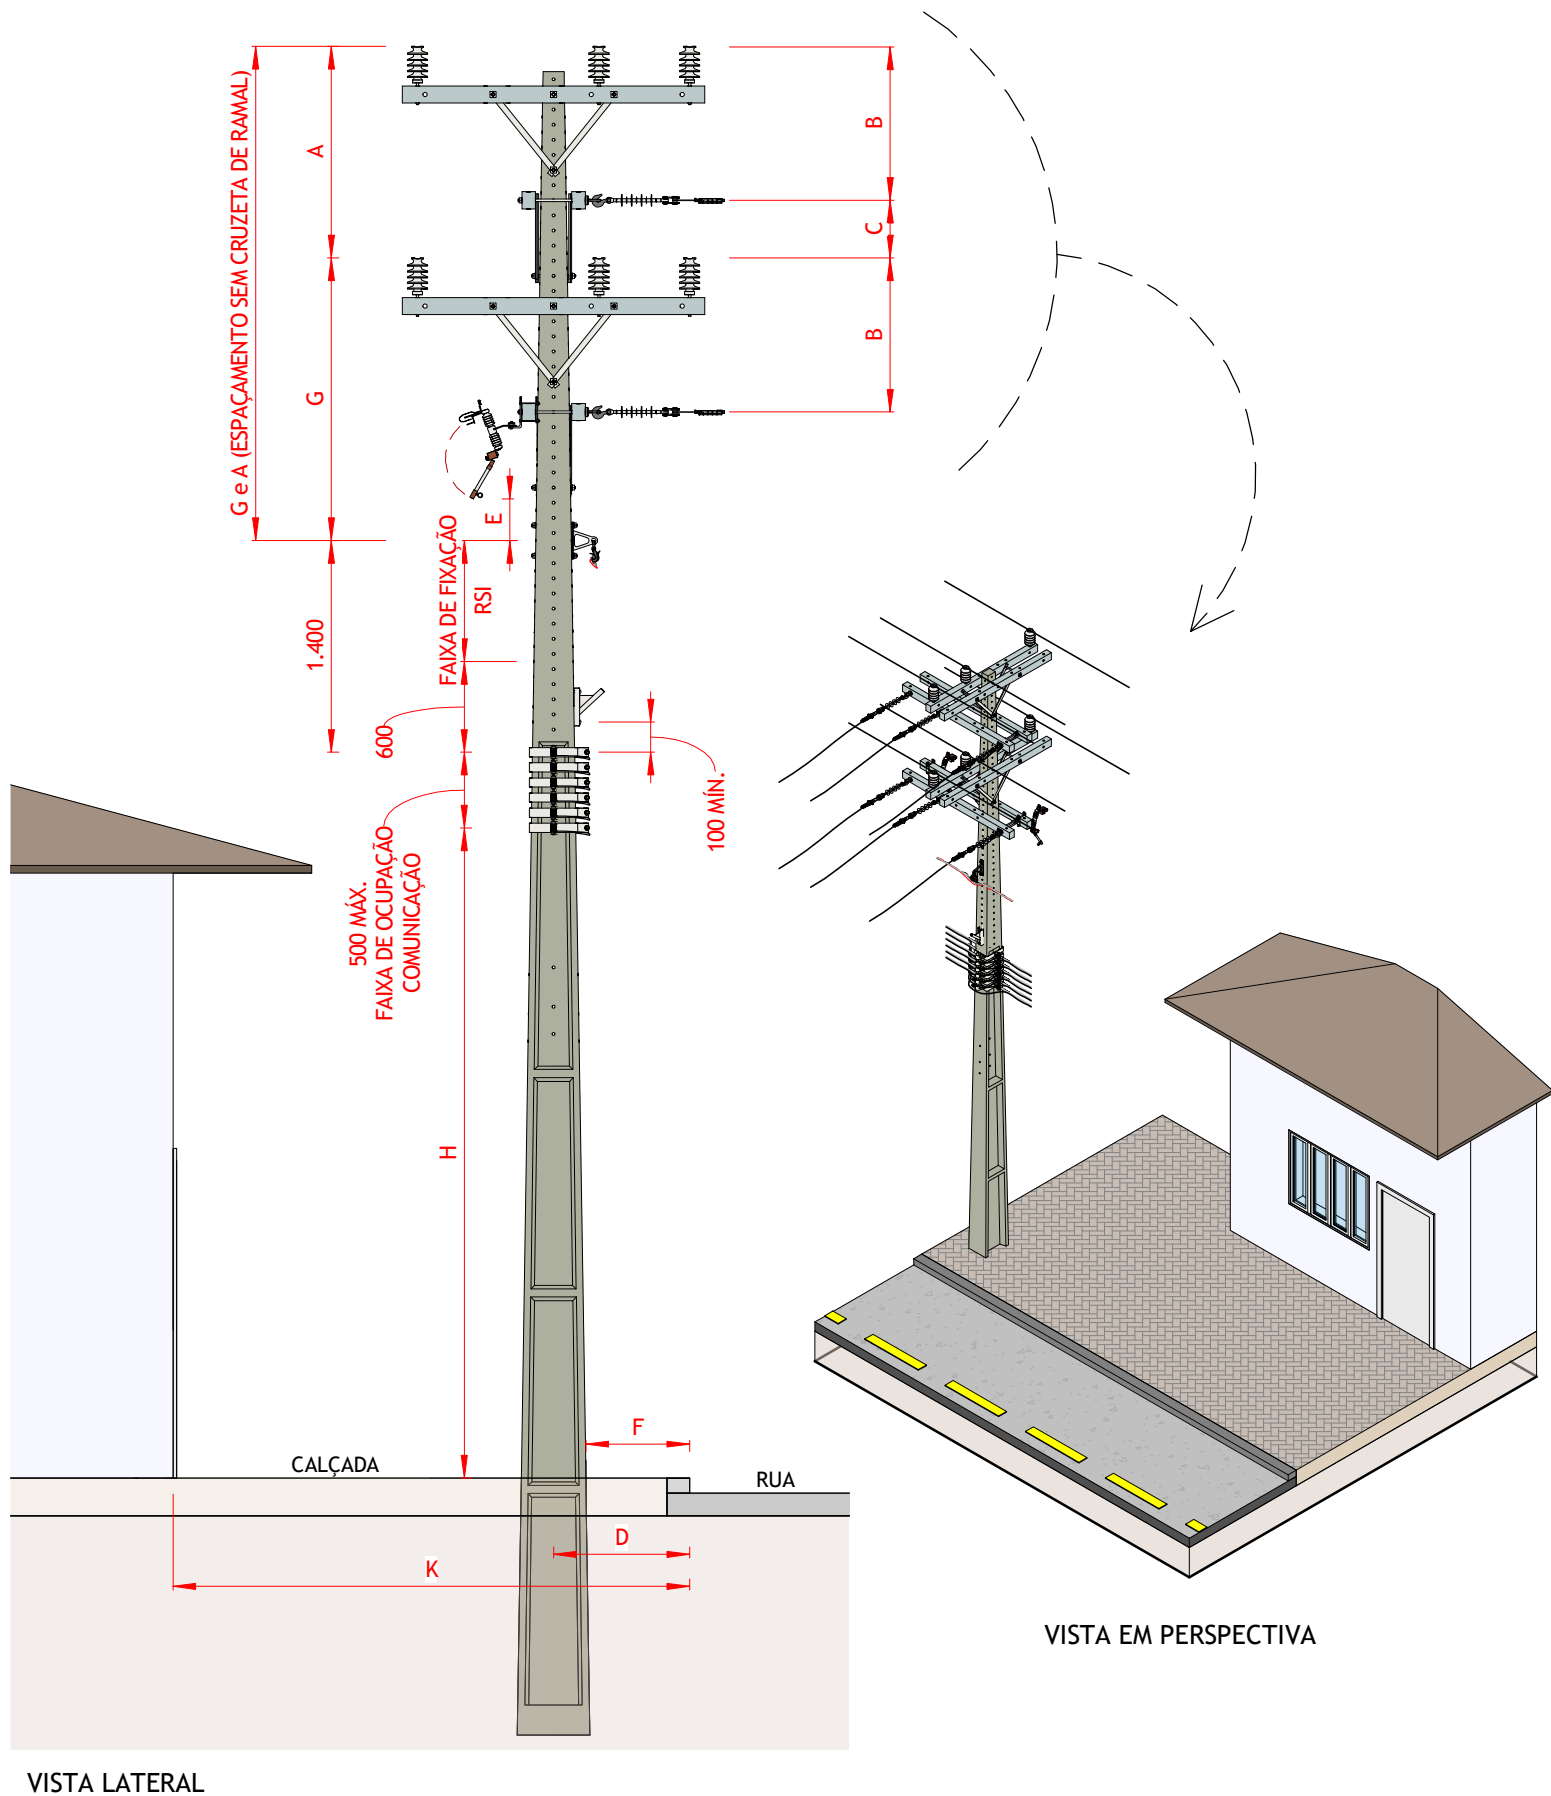 G e A (ESPAÇAMENTO SEM CRUZETA DE RAMAL)
A
G
B
C
B
E
FAIXA DE FIXAÇÃO
RSI
1.400
600
100 MÍN.
500 MÁX.
FAIXA DE OCUPAÇÃO
COMUNICAÇÃO
H
F
CALÇADA
RUA
D
K
VISTA EM PERSPECTIVA
VISTA LATERAL